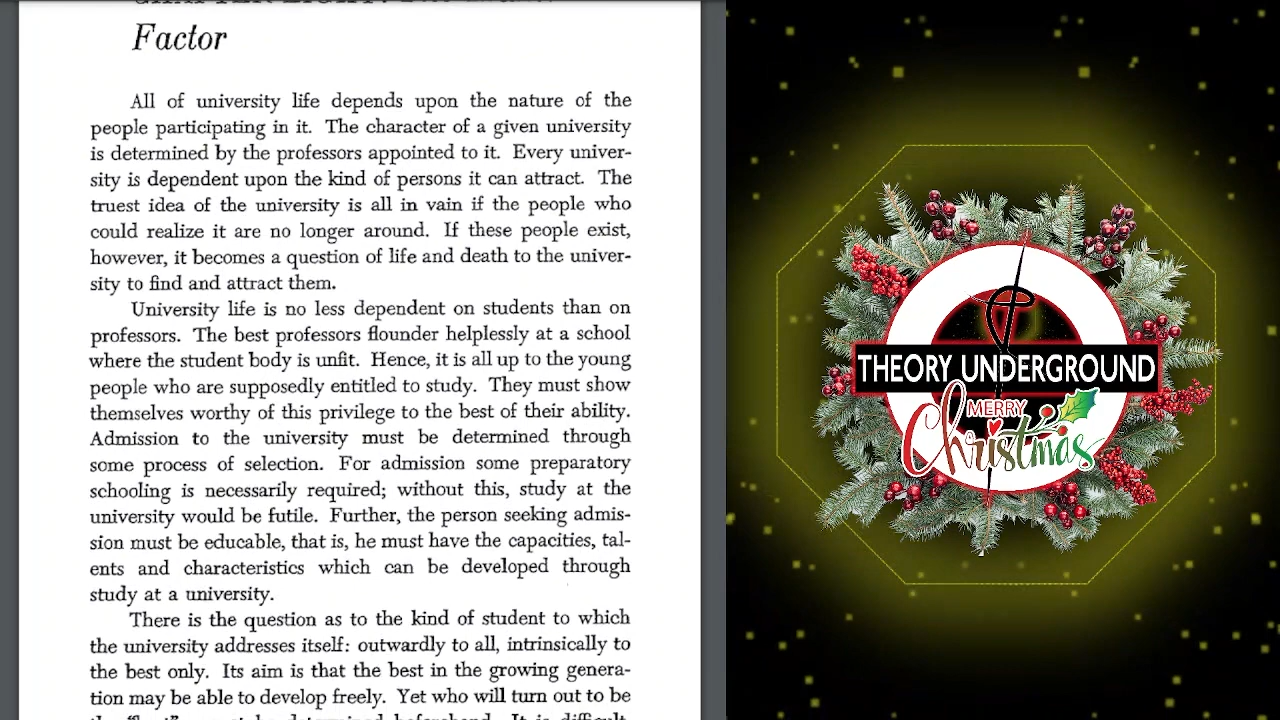 Factor
All of university life depends upon the nature of the
people participating in it. The character of a given university
is determined by the professors appointed to it. Every univer-
sity is dependent upon the kind of persons it can attract. The
truest idea of the university is all in vain if the people who
could realize it are no longer around. If these people exist,
however, it becomes a question of life and death to the univer-
sity to find and attract them.
University life is no less dependent on students than on
professors. The best professors flounder helplessly at a school
where the student body is unfit. Hence, it is all up to the young
people who are supposedly entitled to study. They must show
themselves worthy of this privilege to the best of their ability.
Admission to the university must be determined through
some process of selection. For admission some preparatory
schooling is necessarily required; without this, study at the
university would be futile. Further, the person seeking admis-
sion must be educable, that is, he must have the capacities, tal-
ents and characteristics which can be developed through
study at a university.
There is the question as to the kind of student to which
the university addresses itself: outwardly to all, intrinsically to
the best only. Its aim is that the best in the growing genera-
tion may be able to develop freely. Yet who will turn out to be
THEORY UNDERGROUND
MERRY
Christmas